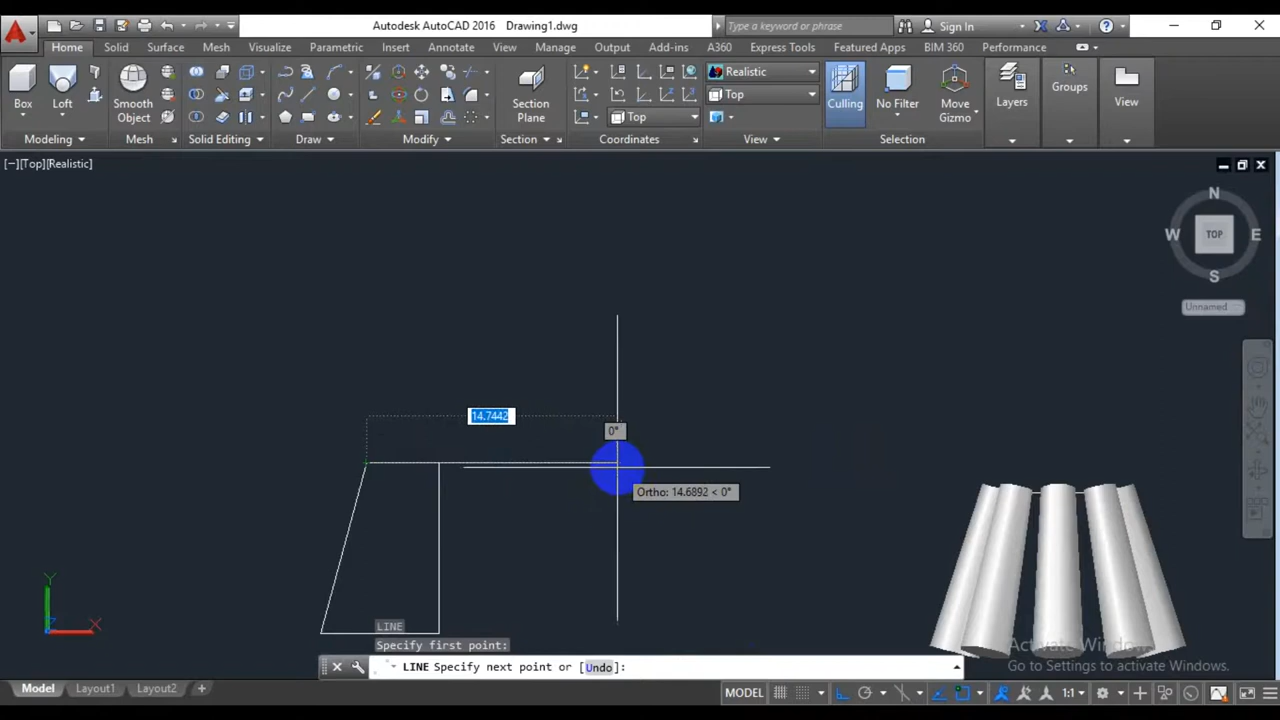 Autodesk AutoCAD 2016 Drawing1.dwg
Type a keyword or phrase
Sign In
Home Solid Surface Mesh Visualize Parametric Insert Annotate View Manage Output Add-ins A360 Express Tools Featured Apps BIM 360 Performance
Box
Loft
Smooth
Object
Section
Plane
Realistic
Top
Top
Culling
No Filter
Move
Gizmo
Layers
Groups
View
Modeling
Mesh
Solid Editing
Draw
Modify
Section
Coordinates
View
Selection
[−][Top][Realistic]
N
W
TOP
E
S
Unnamed
14.7442
0°
Ortho: 14.6892 < 0°
Y
X
LINE
Specify first point:
LINE Specify next point or [Undo]:
Activate Windows
Go to Settings to activate Windows.
Model Layout1 Layout2 +
MODEL
1:1